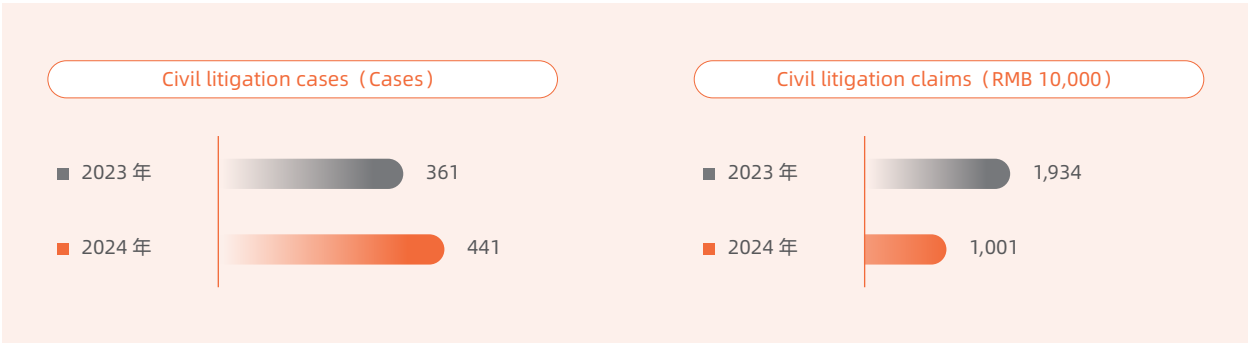 Civil litigation cases（Cases）
2023 年 361
2024 年 441
Civil litigation claims（RMB 10,000）
2023 年 1,934
2024 年 1,001